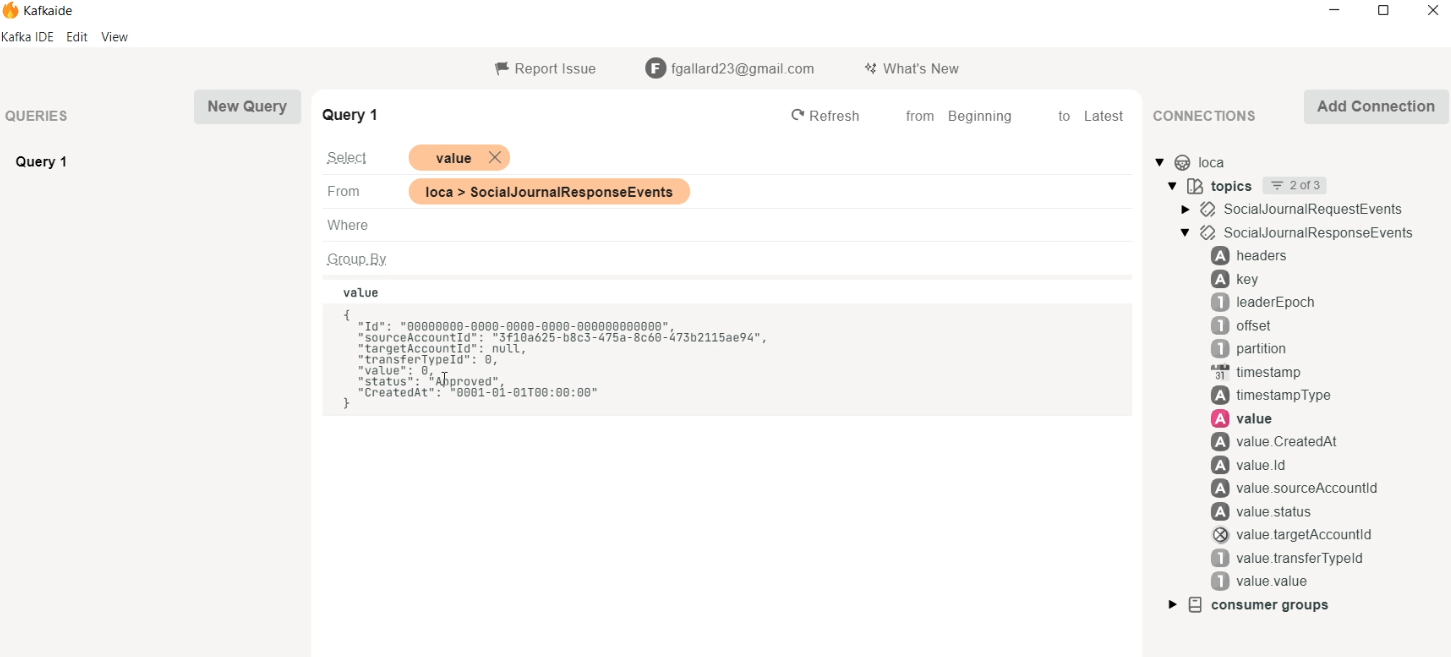 Kafkaide
Kafka IDE Edit View
Report Issue F fgallard23@gmail.com What's New
QUERIES
New Query
Query 1
Query 1
Refresh from Beginning to Latest
Select value
From loca > SocialJournalResponseEvents
Where
Group By
value
{
"Id": "00000000-0000-0000-0000-000000000000",
"sourceAccountId": "3f10a625-b8c3-475a-8c60-473b2115ae94",
"targetAccountId": null,
"transferTypeId": 0,
"value": 0,
"status": "Approved",
"CreatedAt": "0001-01-01T00:00:00"
}
CONNECTIONS
Add Connection
loca
topics 2 of 3
SocialJournalRequestEvents
SocialJournalResponseEvents
A headers
A key
1 leaderEpoch
1 offset
1 partition
31 timestamp
A timestampType
A value
A value.CreatedAt
A value.Id
A value.sourceAccountId
A value.status
value.targetAccountId
1 value.transferTypeId
1 value.value
consumer groups